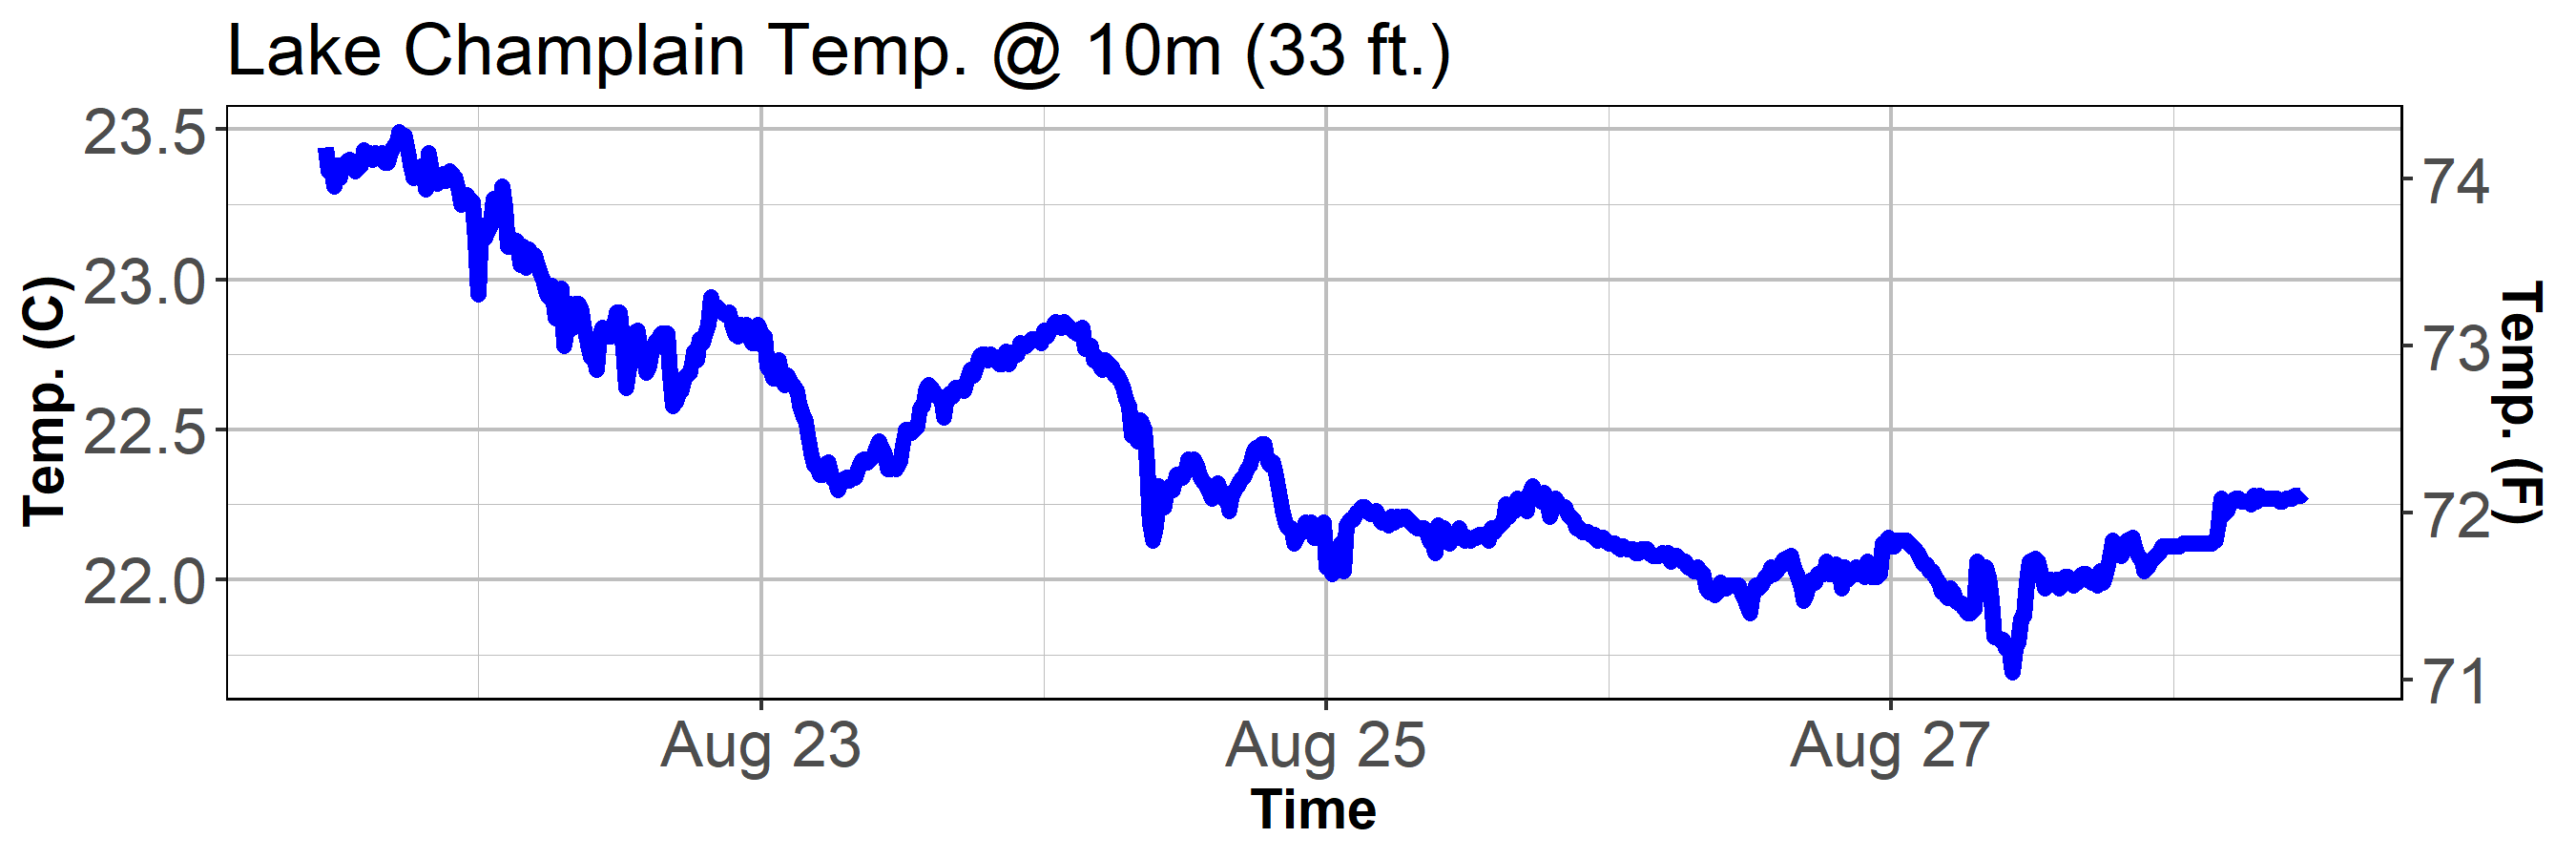 Lake Champlain Temp. @ 10m (33 ft.)
Temp. (C)
23.5
23.0
22.5
22.0
74
73
72
71
Temp. (F)
Aug 23
Aug 25
Aug 27
Time